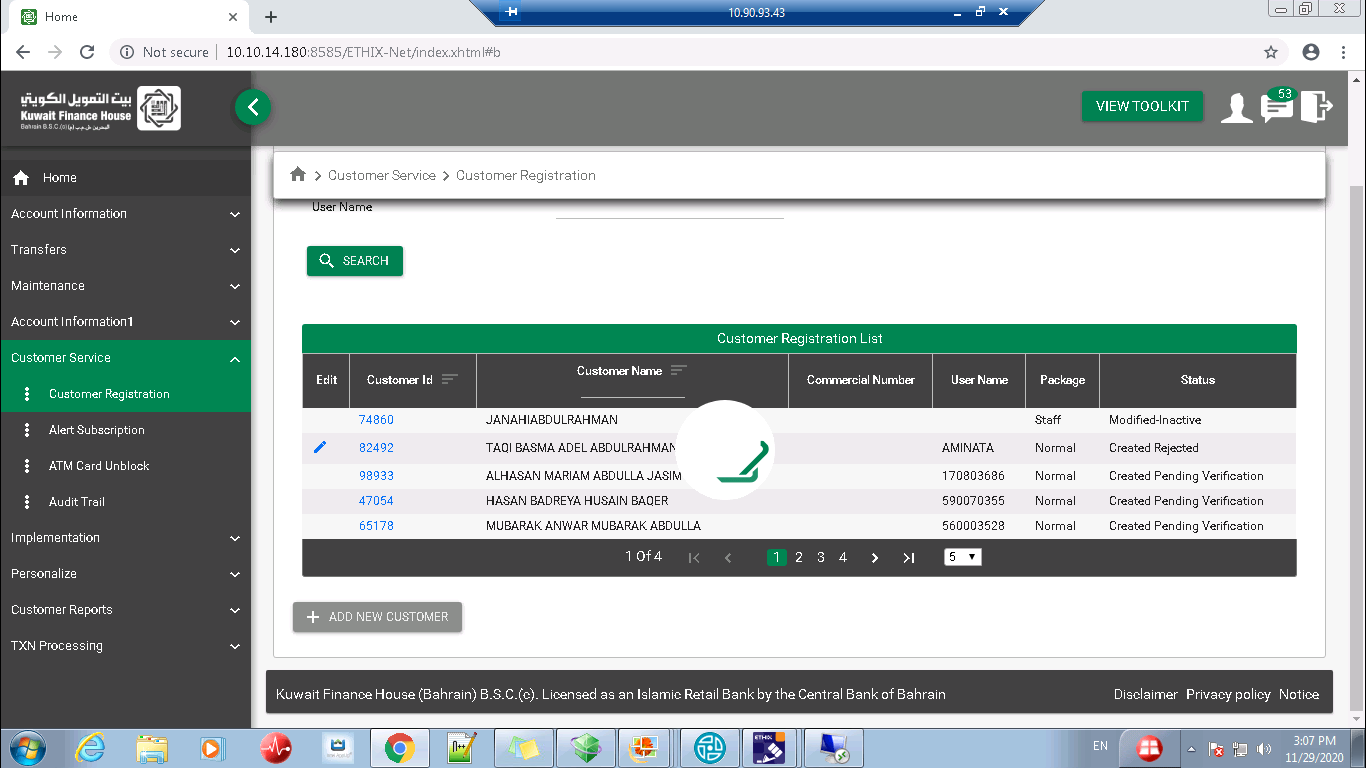 Home
10.90.93.43
Not secure
10.10.14.180:8585/ETHIX-Net/index.xhtml#b
بيت التمويل الكويتي
Kuwait Finance House
Bahrain B.S.C.(c) البحرين ش.م.ب (م)
VIEW TOOLKIT
53
Home
Account Information
Transfers
Maintenance
Account Information1
Customer Service
Customer Registration
Alert Subscription
ATM Card Unblock
Audit Trail
Implementation
Personalize
Customer Reports
TXN Processing
Customer Service
Customer Registration
User Name
SEARCH
Customer Registration List
Edit Customer Id Customer Name Commercial Number User Name Package Status
74860 JANAHIABDULRAHMAN Staff Modified-Inactive
82492 TAQI BASMA ADEL ABDULRAHMAN AMINATA Normal Created Rejected
98933 ALHASAN MARIAM ABDULLA JASIM 170803686 Normal Created Pending Verification
47054 HASAN BADREYA HUSAIN BAQER 590070355 Normal Created Pending Verification
65178 MUBARAK ANWAR MUBARAK ABDULLA 560003528 Normal Created Pending Verification
1 Of 4 1 2 3 4 5
ADD NEW CUSTOMER
Kuwait Finance House (Bahrain) B.S.C.(c). Licensed as an Islamic Retail Bank by the Central Bank of Bahrain
Disclaimer Privacy policy Notice
ETHIX
EN
3:07 PM
11/29/2020